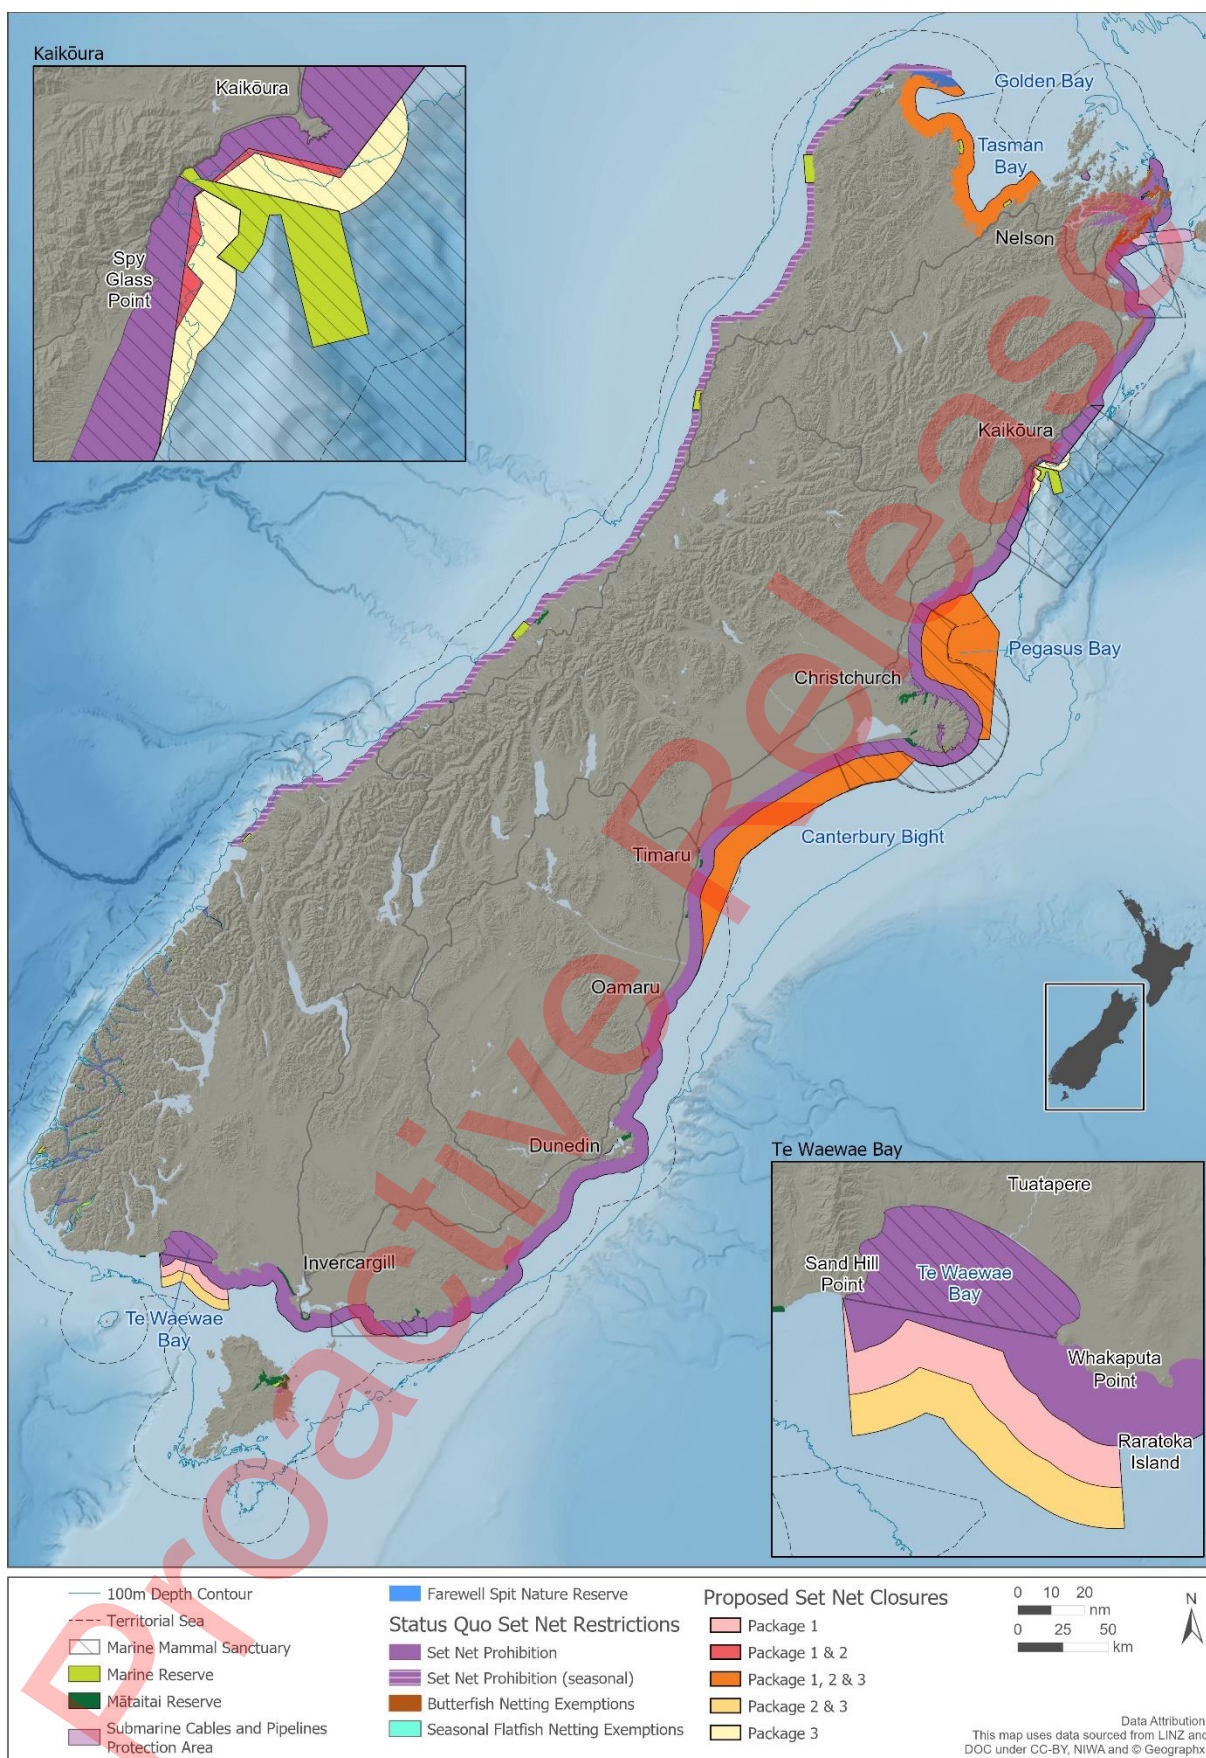 Kaikōura
Kaikōura
Spy
Glass
Point
Golden Bay
Tasman
Bay
Nelson
Kaikōura
Pegasus Bay
Christchurch
Canterbury Bight
Timaru
Oamaru
Dunedin
Invercargill
Te Waewae
Bay
Te Waewae Bay
Tuatapere
Sand Hill
Point
Te Waewae
Bay
Whakaputa
Point
Raratoka
Island
Proactive Release
100m Depth Contour
Territorial Sea
Marine Mammal Sanctuary
Marine Reserve
Mātaitai Reserve
Submarine Cables and Pipelines
Protection Area
Farewell Spit Nature Reserve
Status Quo Set Net Restrictions
Set Net Prohibition
Set Net Prohibition (seasonal)
Butterfish Netting Exemptions
Seasonal Flatfish Netting Exemptions
Proposed Set Net Closures
Package 1
Package 1 & 2
Package 1, 2 & 3
Package 2 & 3
Package 3
0 10 20
nm
0 25 50
km
N
Data Attribution
This map uses data sourced from LINZ and
DOC under CC-BY, NIWA and © Geographx